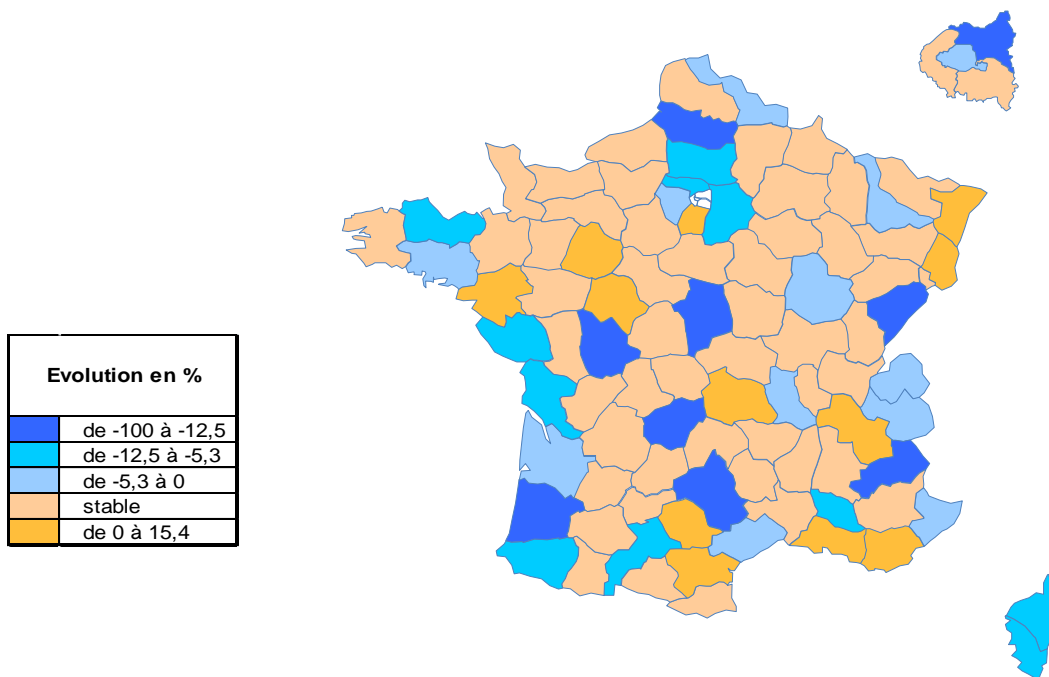 Evolution en %
de -100 à -12,5
de -12,5 à -5,3
de -5,3 à 0
stable
de 0 à 15,4